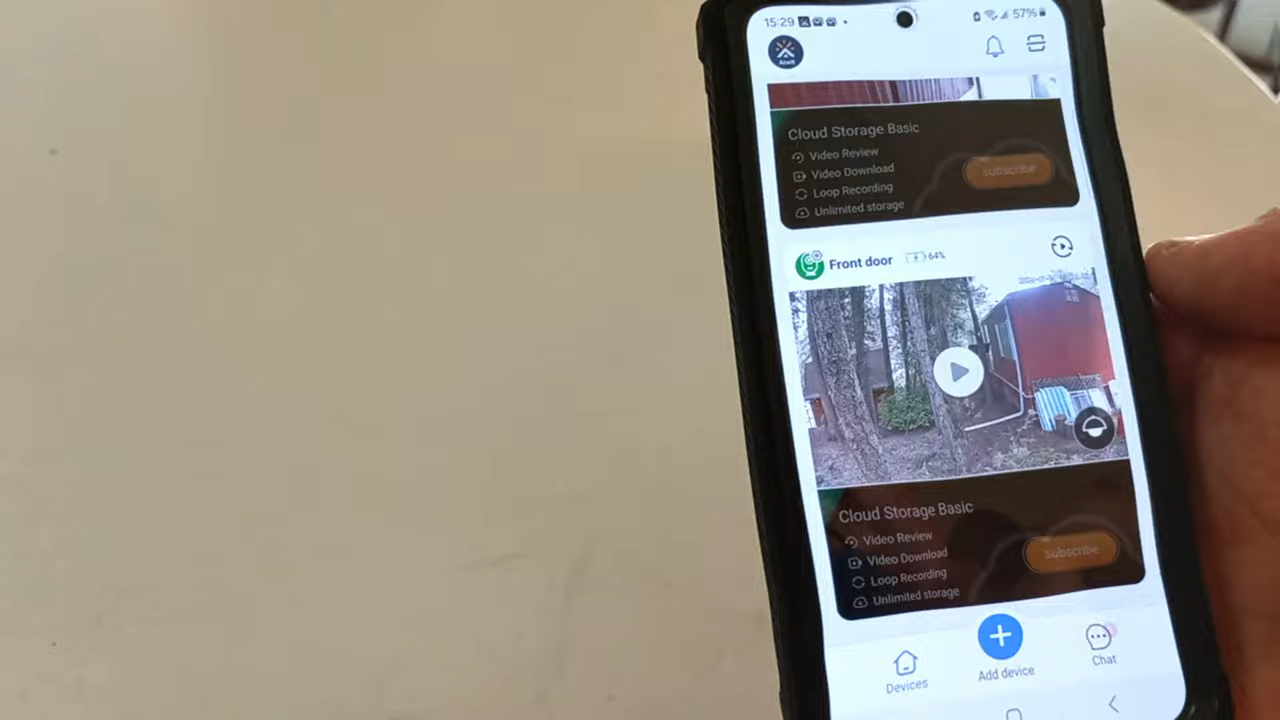 15:29
57%
Cloud Storage Basic
Video Review
Video Download
Loop Recording
Unlimited storage
subscribe
Front door
64%
Cloud Storage Basic
Video Review
Video Download
Loop Recording
Unlimited storage
subscribe
Devices
Add device
Chat